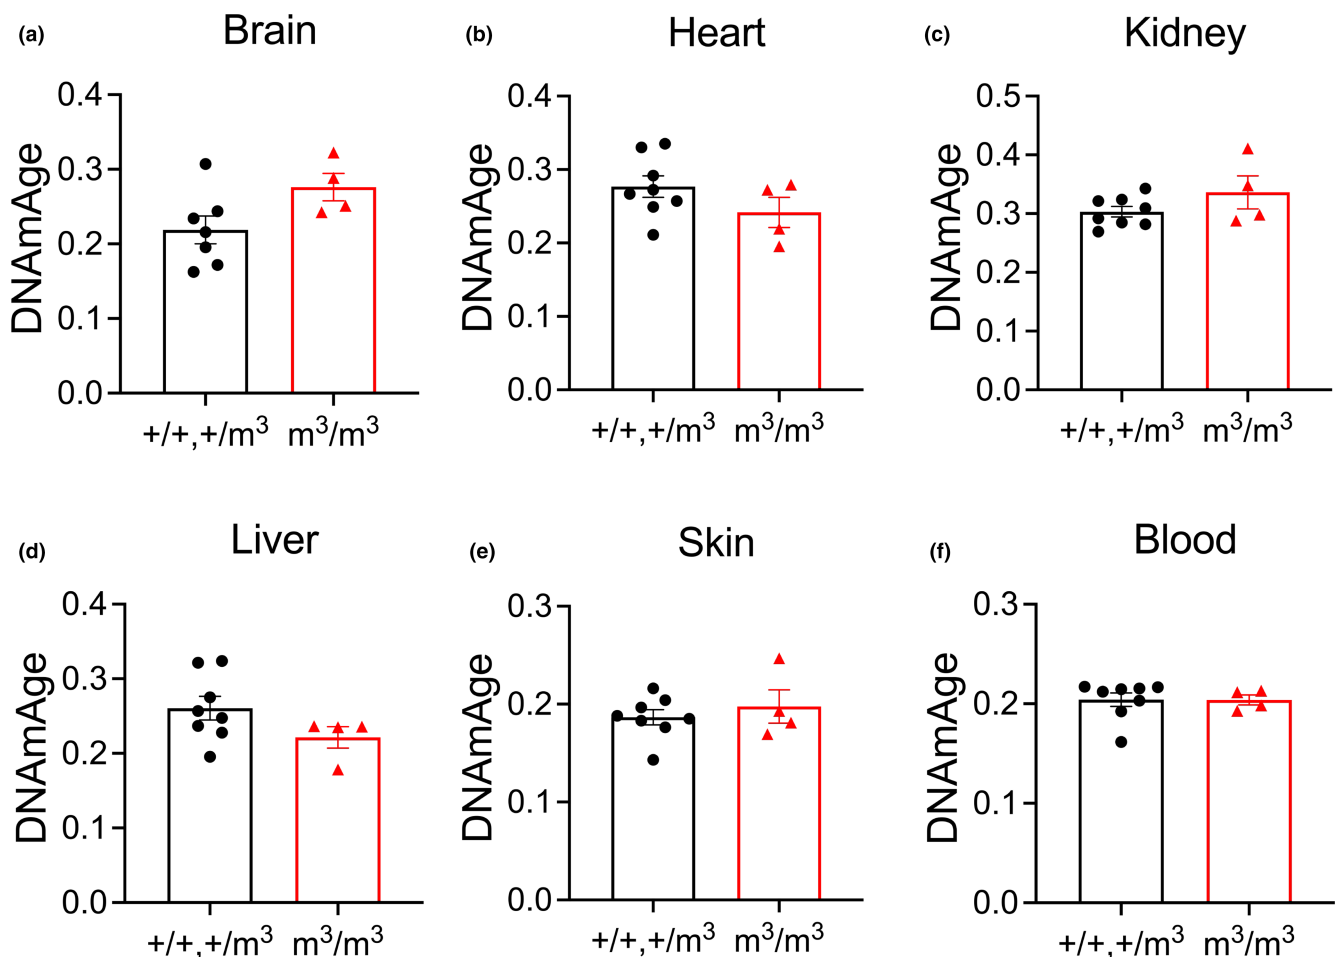 (a) Brain
0.4
0.3
0.2
0.1
0.0
DNAmAge
+/+,+/m³ m³/m³
(b) Heart
0.4
0.3
0.2
0.1
0.0
DNAmAge
+/+,+/m³ m³/m³
(c) Kidney
0.5
0.4
0.3
0.2
0.1
0.0
DNAmAge
+/+,+/m³ m³/m³
(d) Liver
0.4
0.3
0.2
0.1
0.0
DNAmAge
+/+,+/m³ m³/m³
(e) Skin
0.3
0.2
0.1
0.0
DNAmAge
+/+,+/m³ m³/m³
(f) Blood
0.3
0.2
0.1
0.0
DNAmAge
+/+,+/m³ m³/m³